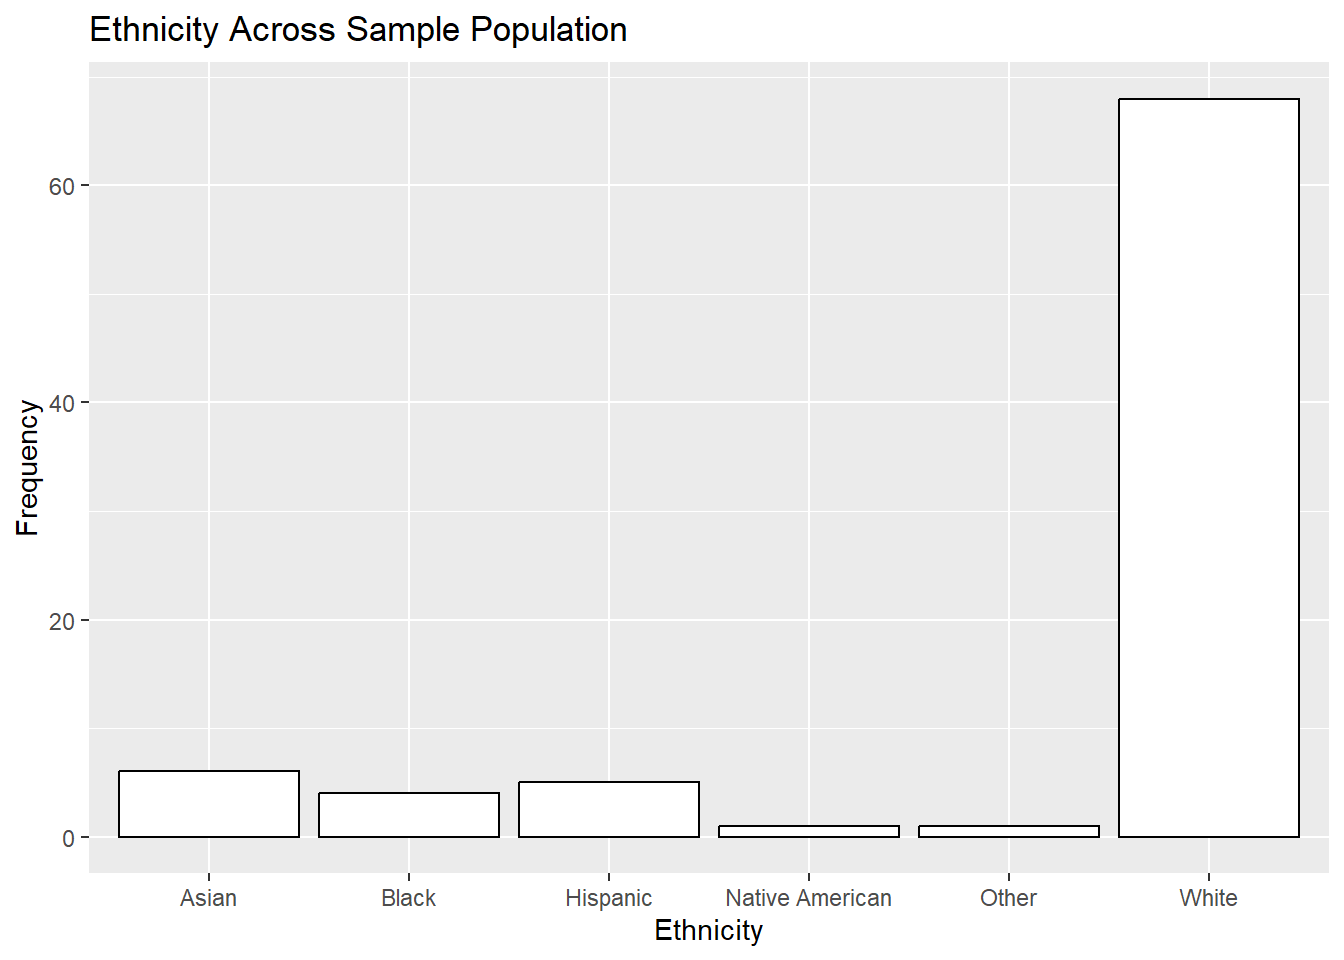 Ethnicity Across Sample Population
Frequency
60
40
20
0
Asian Black Hispanic Native American Other White
Ethnicity